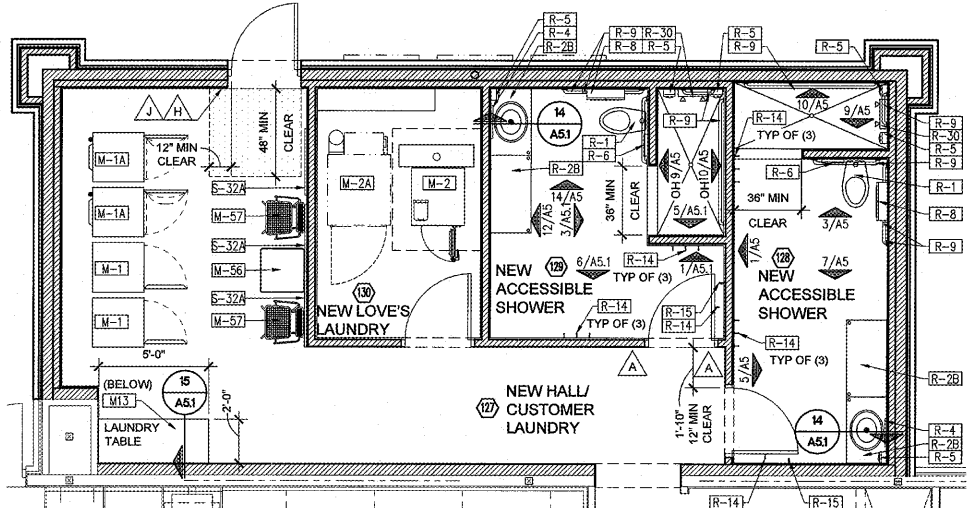 R-5
R-4
R-2B
R-9 R-30
R-8 R-5
R-5
R-9
R-5
J H
12" MIN
CLEAR
48" MIN
CLEAR
M-1A
M-1A
M-1
M-1
S-32A
M-57
S-32A
M-56
S-32A
M-57
M-2A
M-2
130
NEW LOVE'S
LAUNDRY
14
A5.1
R-1
R-6
R-2B
14/A5
12/A5
3/A5.1
36" MIN
CLEAR
NEW
129
ACCESSIBLE
SHOWER
6/A5.1
R-14
TYP OF (3)
R-14
TYP OF (3)
R-9
OH 9/A5
OH 10/A5
5/A5.1
1/A5.1
R-15
R-14
10/A5
9/A5
R-14
TYP OF (3)
R-9
R-30
R-5
R-9
R-6
R-1
R-8
R-9
36" MIN
CLEAR
3/A5
1/A5
7/A5
128
NEW
ACCESSIBLE
SHOWER
R-14
TYP OF (3)
5/A5
R-2B
14
A5.1
R-4
R-2B
R-5
R-14
R-15
A
A
1'-10"
12" MIN
CLEAR
127
NEW HALL/
CUSTOMER
LAUNDRY
5'-0"
(BELOW)
M13
15
A5.1
LAUNDRY
TABLE
2'-0"